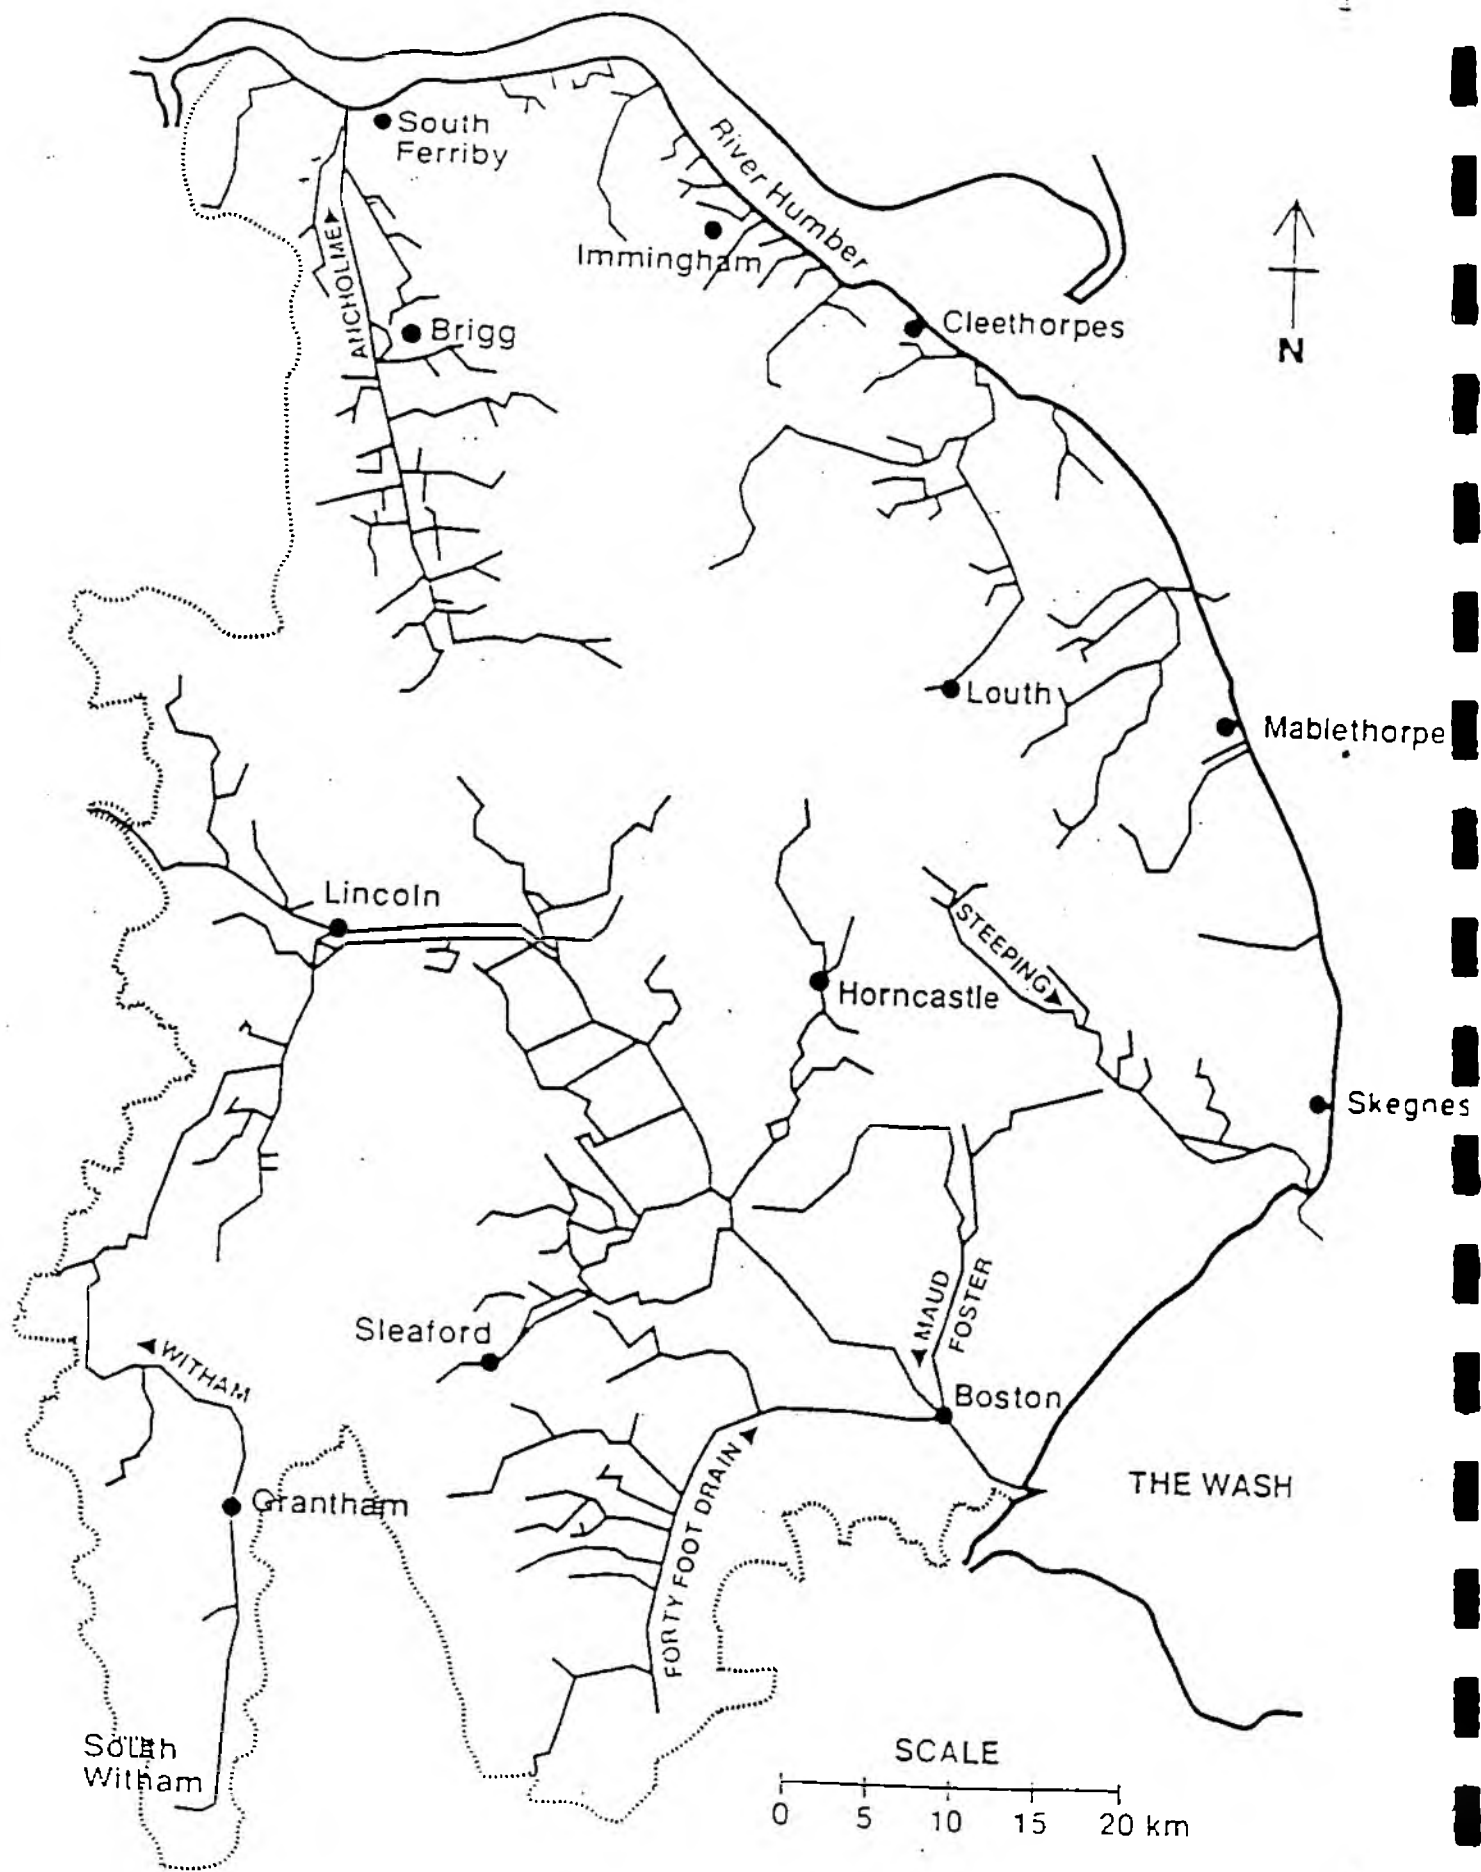 South
Ferriby
River Humber
Immingham
ANCHOLME
Brigg
Cleethorpes
N
Louth
Mablethorpe
Lincoln
STEEPING
Horncastle
Skegnes
Sleaford
MAUD
FOSTER
WITHAM
Boston
Grantham
FORTY FOOT DRAIN
THE WASH
South
Witham
SCALE
0 5 10 15 20 km